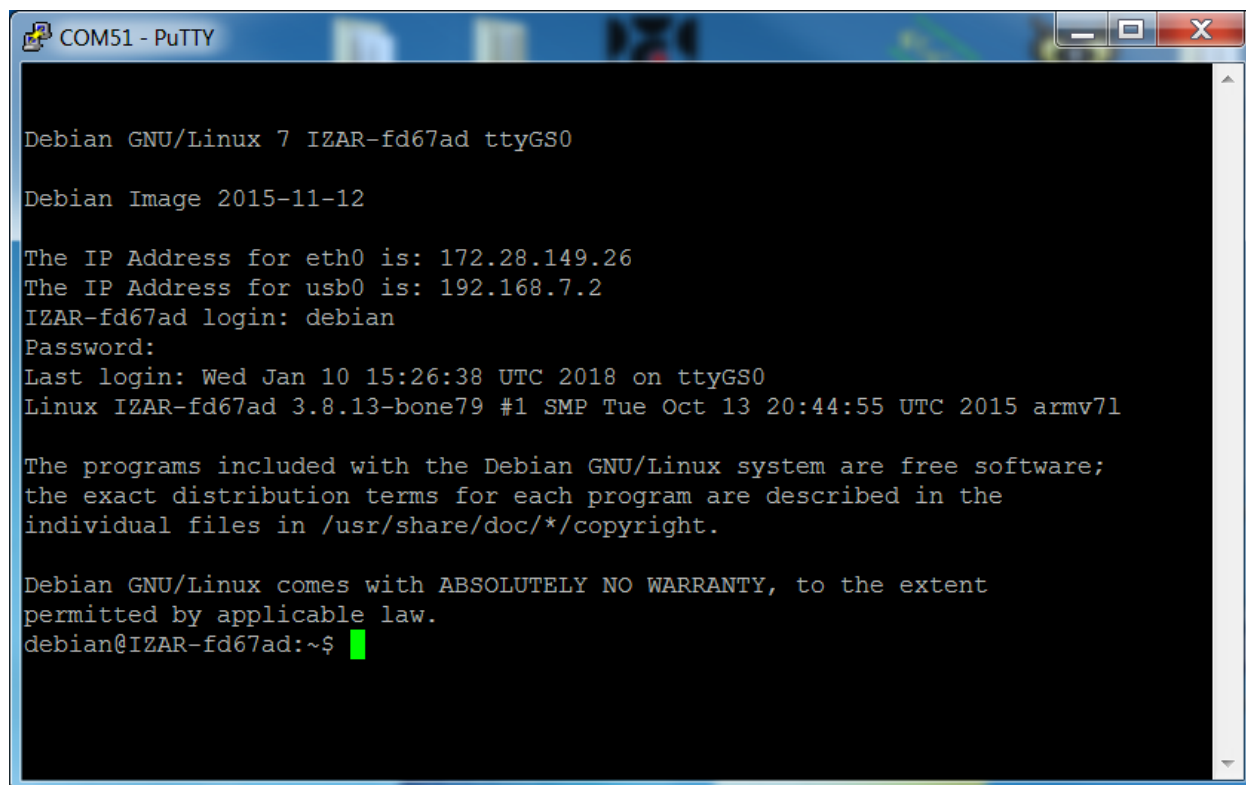 COM51 - PuTTY
Debian GNU/Linux 7 IZAR-fd67ad ttyGS0
Debian Image 2015-11-12
The IP Address for eth0 is: 172.28.149.26
The IP Address for usb0 is: 192.168.7.2
IZAR-fd67ad login: debian
Password:
Last login: Wed Jan 10 15:26:38 UTC 2018 on ttyGS0
Linux IZAR-fd67ad 3.8.13-bone79 #1 SMP Tue Oct 13 20:44:55 UTC 2015 armv7l
The programs included with the Debian GNU/Linux system are free software;
the exact distribution terms for each program are described in the
individual files in /usr/share/doc/*/copyright.
Debian GNU/Linux comes with ABSOLUTELY NO WARRANTY, to the extent
permitted by applicable law.
debian@IZAR-fd67ad:~$